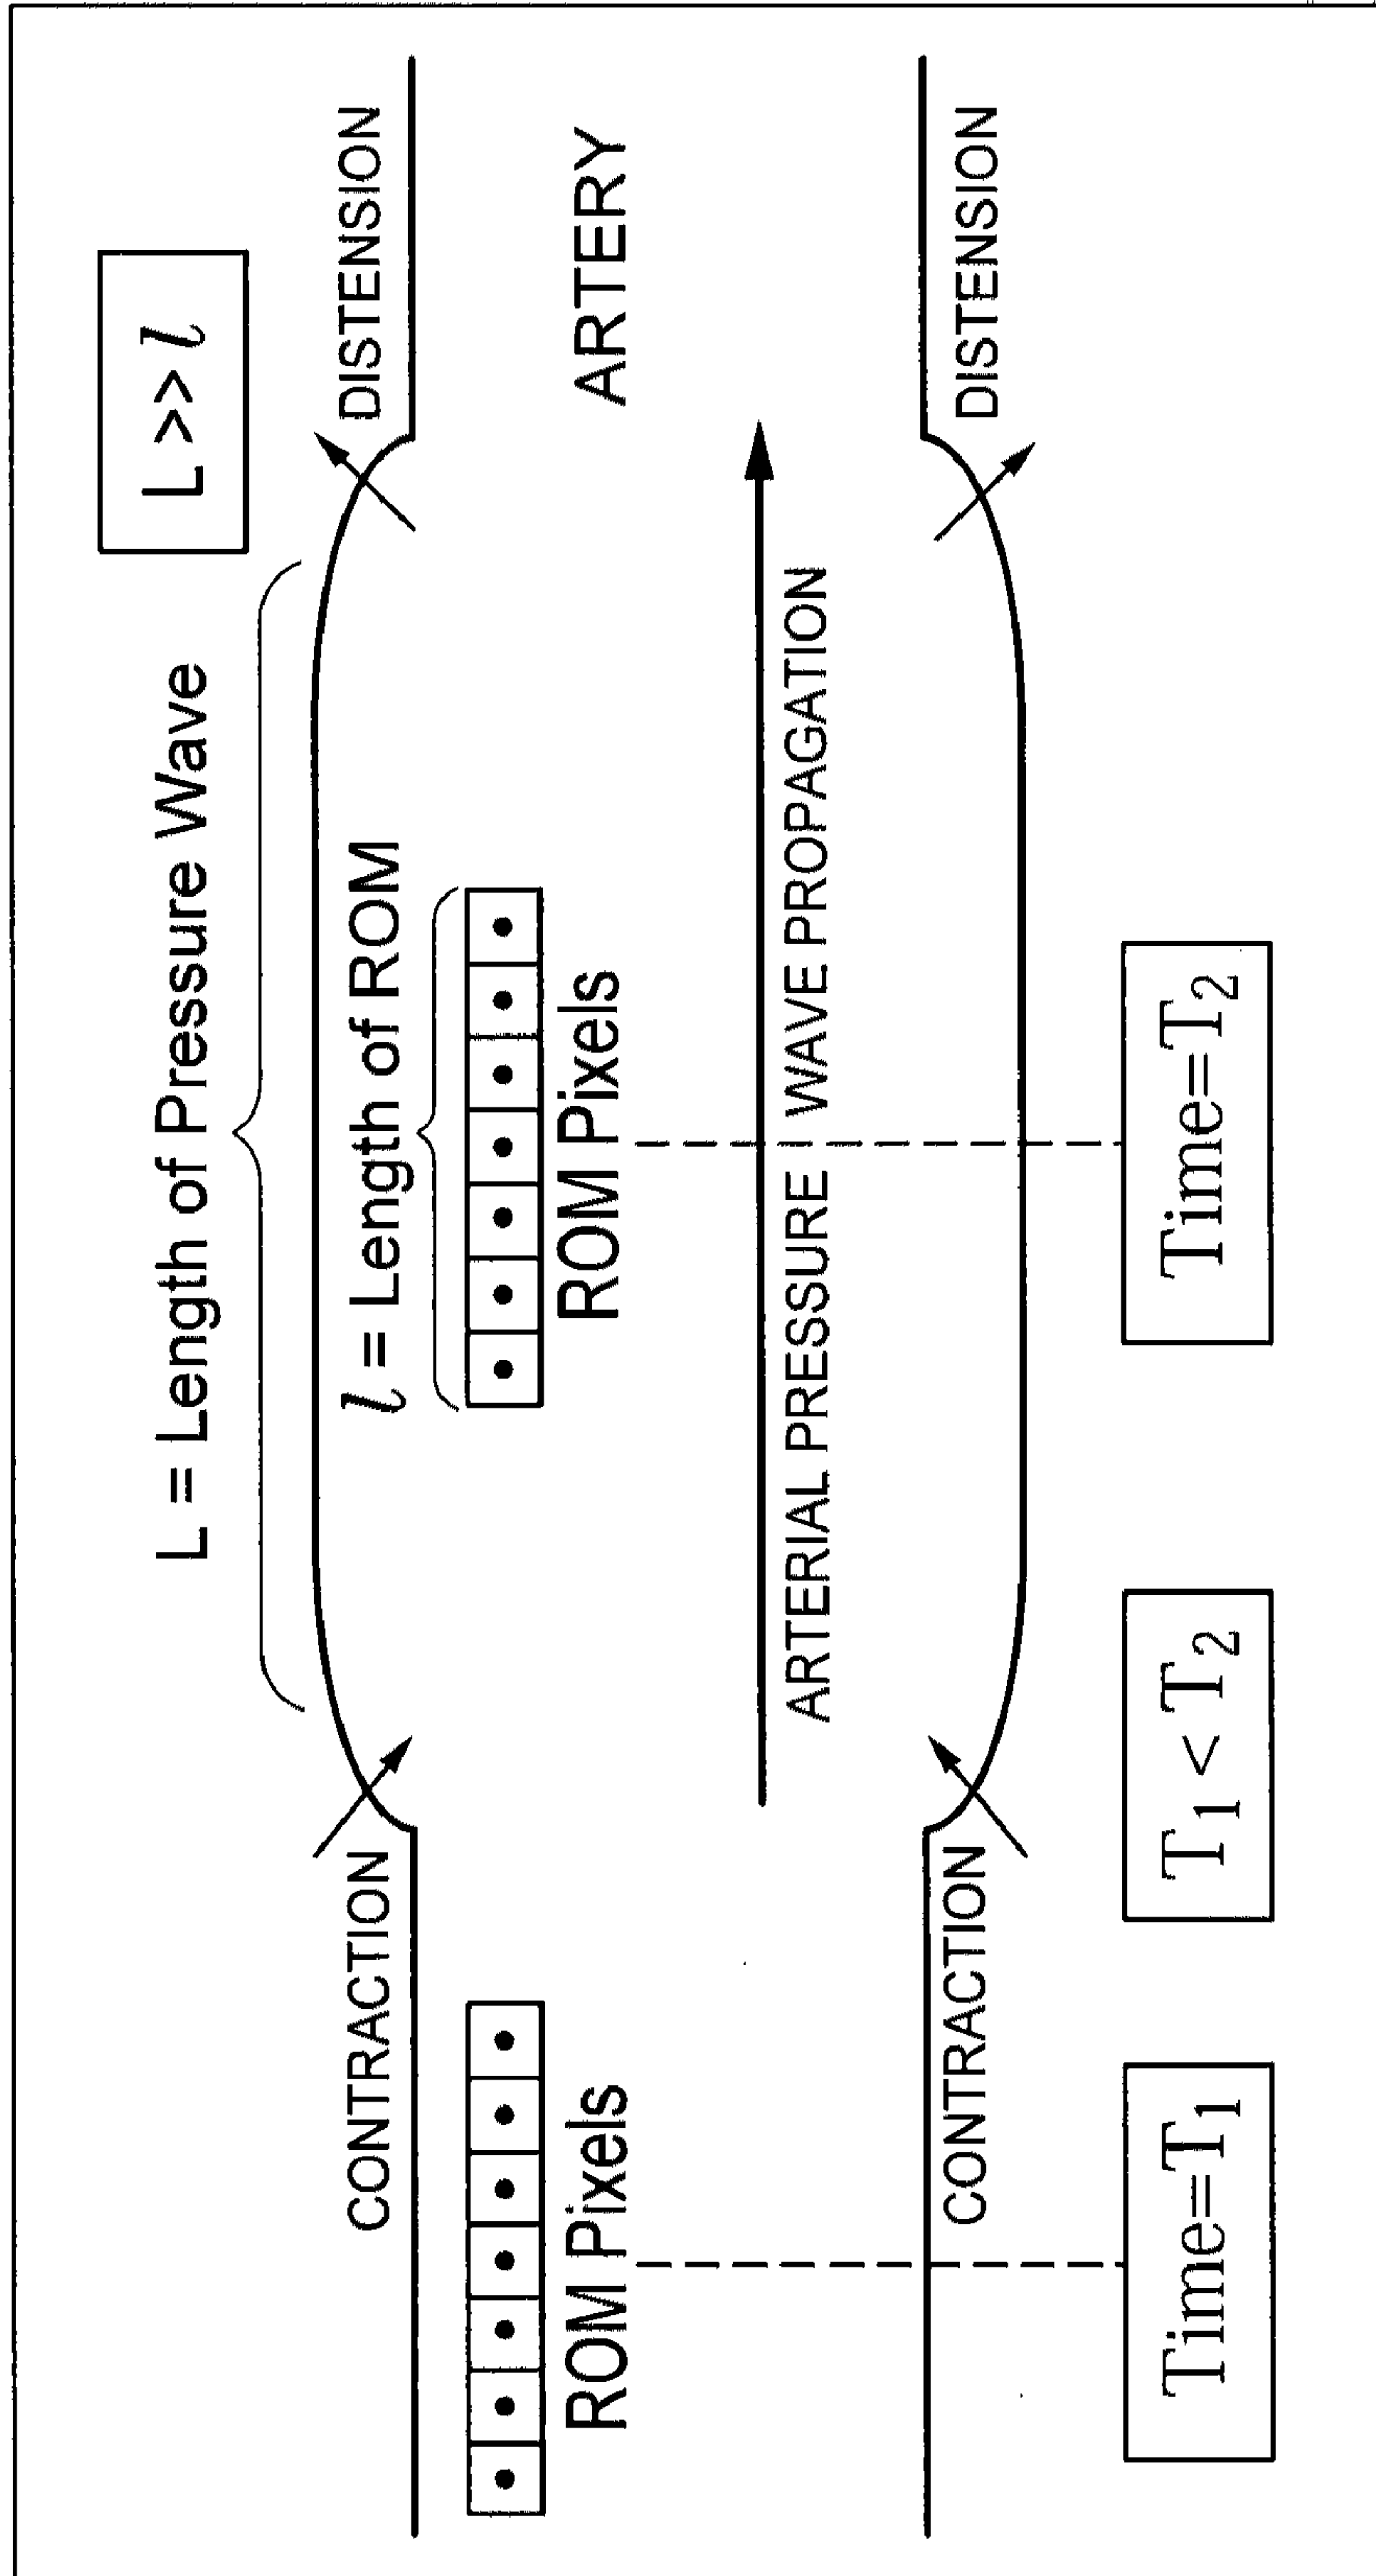 L >> l
L = Length of Pressure Wave
CONTRACTION
l = Length of ROM
DISTENSION
ROM Pixels
ROM Pixels
ARTERY
ARTERIAL PRESSURE WAVE PROPAGATION
CONTRACTION
DISTENSION
Time=T1
T1 < T2
Time=T2